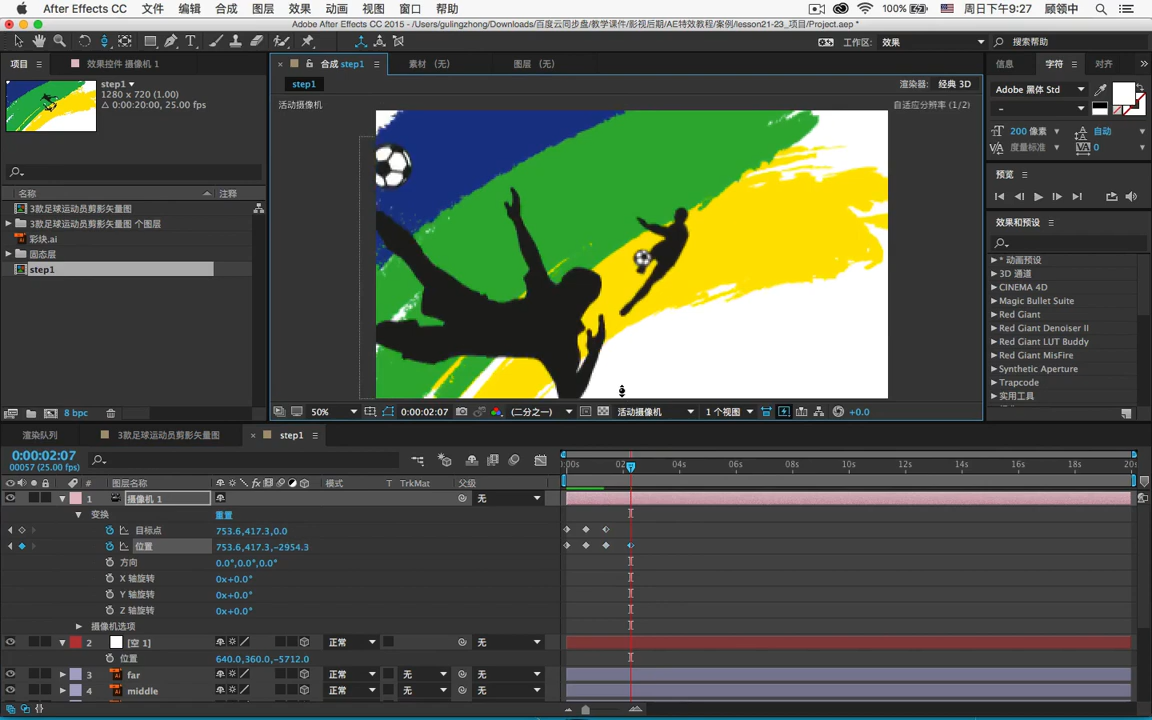 After Effects CC 文件 编辑 合成 图层 效果 动画 视图 窗口 帮助 100% 周日下午9:27 顾领中
Adobe After Effects CC 2015 - /Users/gulingzhong/Downloads/百度云同步盘/教学课件/影视后期/AE特效教程/案例/lesson21-23_项目/Project.aep *
工作区: 效果 搜索帮助
项目 效果控件 摄像机 1 合成 step1 素材 (无) 图层 (无) 信息 字符 对齐
step1
1280 x 720 (1.00)
Δ 0:00:20:00, 25.00 fps
step1 渲染器: 经典 3D
活动摄像机 自适应分辨率 (1/2)
Adobe 黑体 Std
-
200 像素 自动
度量标准 0
预览
效果和预设
名称 注释
3款足球运动员剪影矢量图
3款足球运动员剪影矢量图 个图层
彩块.ai
固态层
step1
* 动画预设
3D 通道
CINEMA 4D
Magic Bullet Suite
Red Giant
Red Giant Denoiser II
Red Giant LUT Buddy
Red Giant MisFire
Synthetic Aperture
Trapcode
实用工具
8 bpc
50% 0:00:02:07 (二分之一) 活动摄像机 1 个视图 +0.0
渲染队列 3款足球运动员剪影矢量图 step1
0:00:02:07
00057 (25.00 fps)
:00s 02s 04s 06s 08s 10s 12s 14s 16s 18s 20s
# 图层名称 模式 T TrkMat 父级
1 摄像机 1 无
变换 重置
目标点 753.6,417.3,0.0
位置 753.6,417.3,-2954.3
方向 0.0°,0.0°,0.0°
X 轴旋转 0x+0.0°
Y 轴旋转 0x+0.0°
Z 轴旋转 0x+0.0°
摄像机选项
2 [空 1] 正常 无
位置 640.0,360.0,-5712.0
3 far 正常 无 无
4 middle 正常 无 无